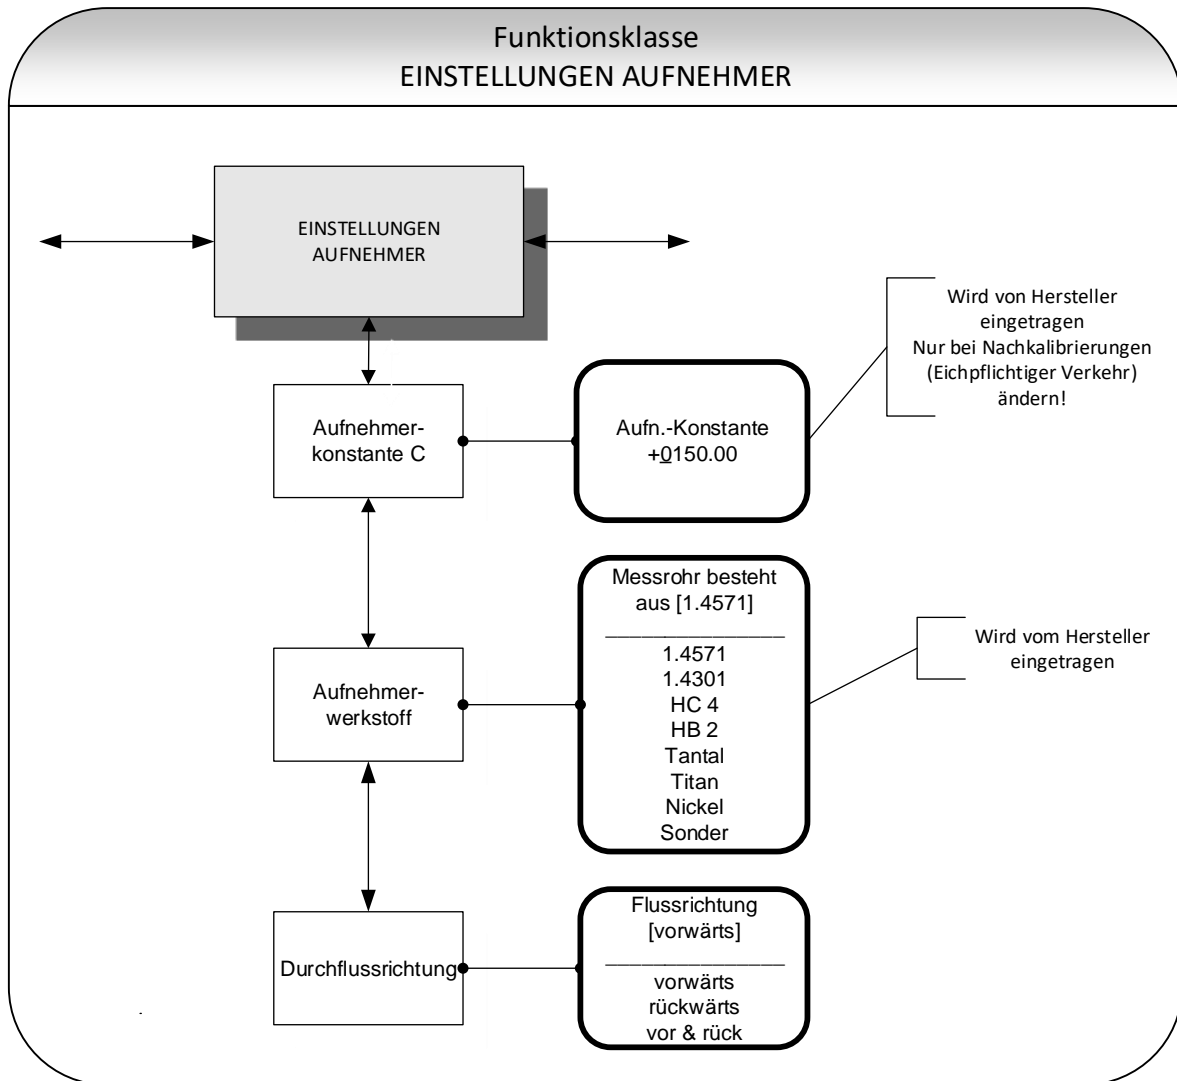 Funktionsklasse
EINSTELLUNGEN AUFNEHMER
EINSTELLUNGEN
AUFNEHMER
Aufnehmer-
konstante C
Aufn.-Konstante
+0150.00
Wird von Hersteller
eingetragen
Nur bei Nachkalibrierungen
(Eichpflichtiger Verkehr)
ändern!
Aufnehmer-
werkstoff
Messrohr besteht
aus [1.4571]
1.4571
1.4301
HC 4
HB 2
Tantal
Titan
Nickel
Sonder
Wird vom Hersteller
eingetragen
Durchflussrichtung
Flussrichtung
[vorwärts]
vorwärts
rückwärts
vor & rück